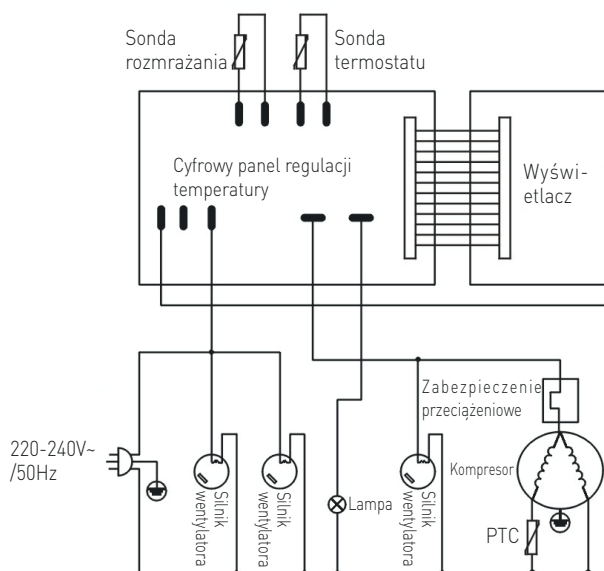 Sonda
rozmrażania
Sonda
termostatu
Cyfrowy panel regulacji
temperatury
Wyświ-
etlacz
Zabezpieczenie
przeciążeniowe
220-240V~
/50Hz
Silnik
wentylatora
Silnik
wentylatora
Lampa
Silnik
wentylatora
Kompresor
PTC